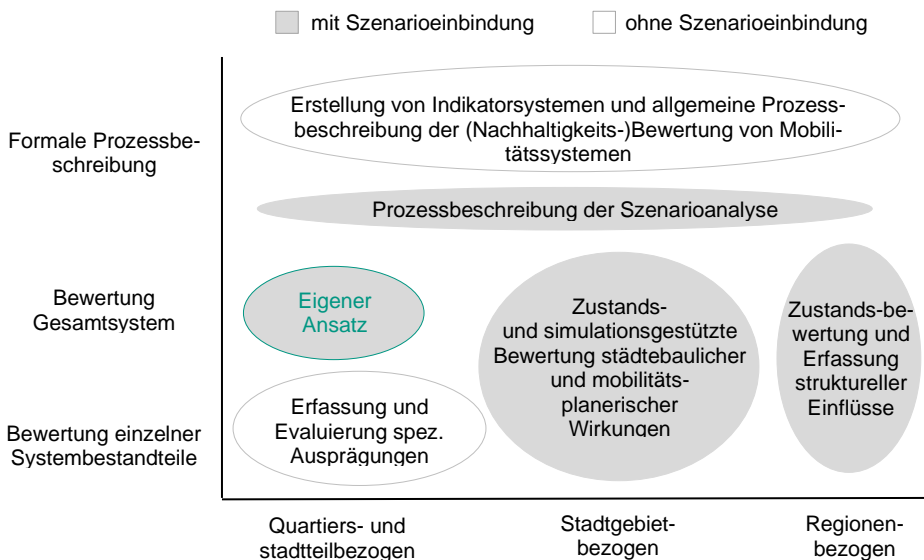 mit Szenarioeinbindung
ohne Szenarioeinbindung
Formale Prozessbe-
schreibung
Erstellung von Indikatorsystemen und allgemeine Prozess-
beschreibung der (Nachhaltigkeits-)Bewertung von Mobili-
tätssystemen
Prozessbeschreibung der Szenarioanalyse
Bewertung
Gesamtsystem
Eigener
Ansatz
Zustands-
und simulationsgestützte
Bewertung städtebaulicher
und mobilitäts-
planerischer
Wirkungen
Zustands-be-
wertung und
Erfassung
struktureller
Einflüsse
Bewertung einzelner
Systembestandteile
Erfassung und
Evaluierung spez.
Ausprägungen
Quartiers- und
stadtteilbezogen
Stadtgebiet-
bezogen
Regionen-
bezogen